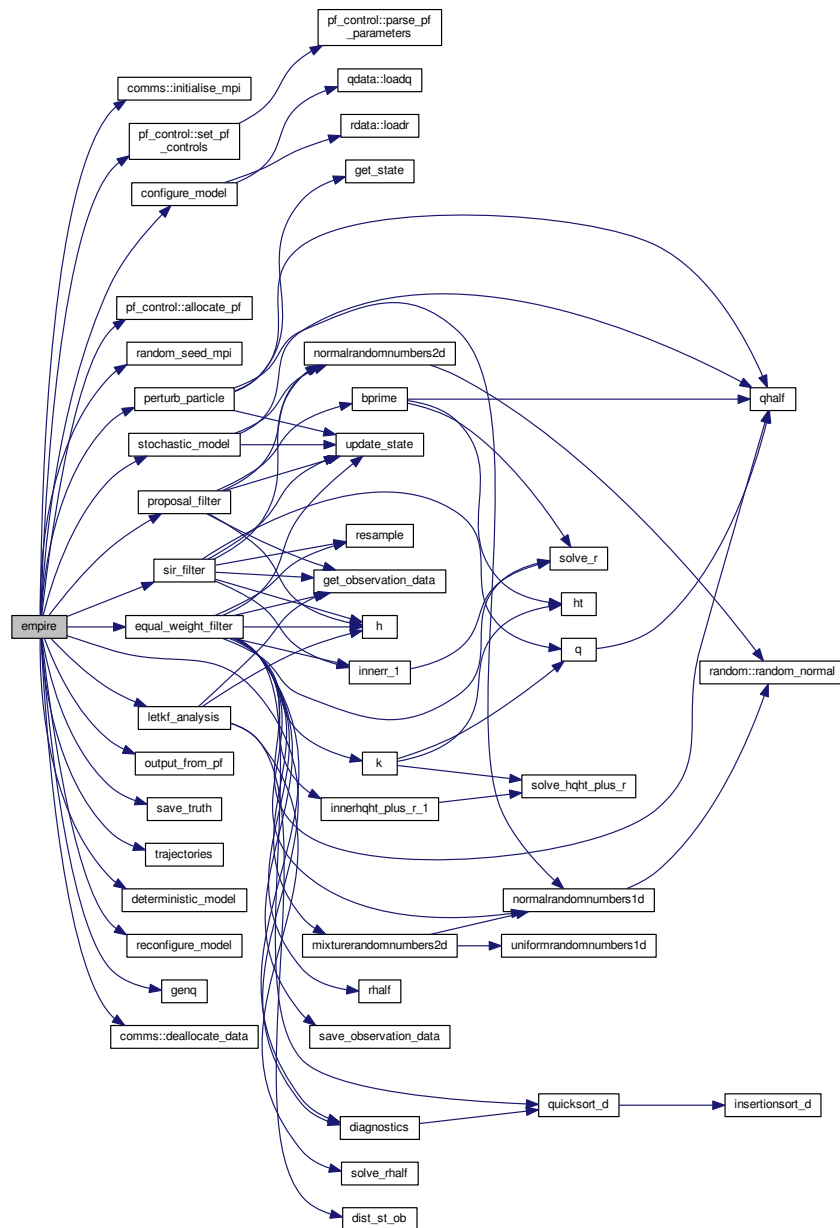 pf_control::parse_pf
_parameters
comms::initialise_mpi
qdata::loadq
pf_control::set_pf
_controls
rdata::loadr
configure_model
get_state
pf_control::allocate_pf
random_seed_mpi
normalrandomnumbers2d
perturb_particle
bprime
qhalf
stochastic_model
update_state
proposal_filter
resample
sir_filter
get_observation_data
solve_r
ht
empire
equal_weight_filter
h
q
innerr_1
random::random_normal
letkf_analysis
output_from_pf
k
solve_hqht_plus_r
save_truth
innerhqht_plus_r_1
trajectories
deterministic_model
normalrandomnumbers1d
reconfigure_model
mixturerandomnumbers2d
uniformrandomnumbers1d
genq
rhalf
comms::deallocate_data
save_observation_data
quicksort_d
insertionsort_d
diagnostics
solve_rhalf
dist_st_ob